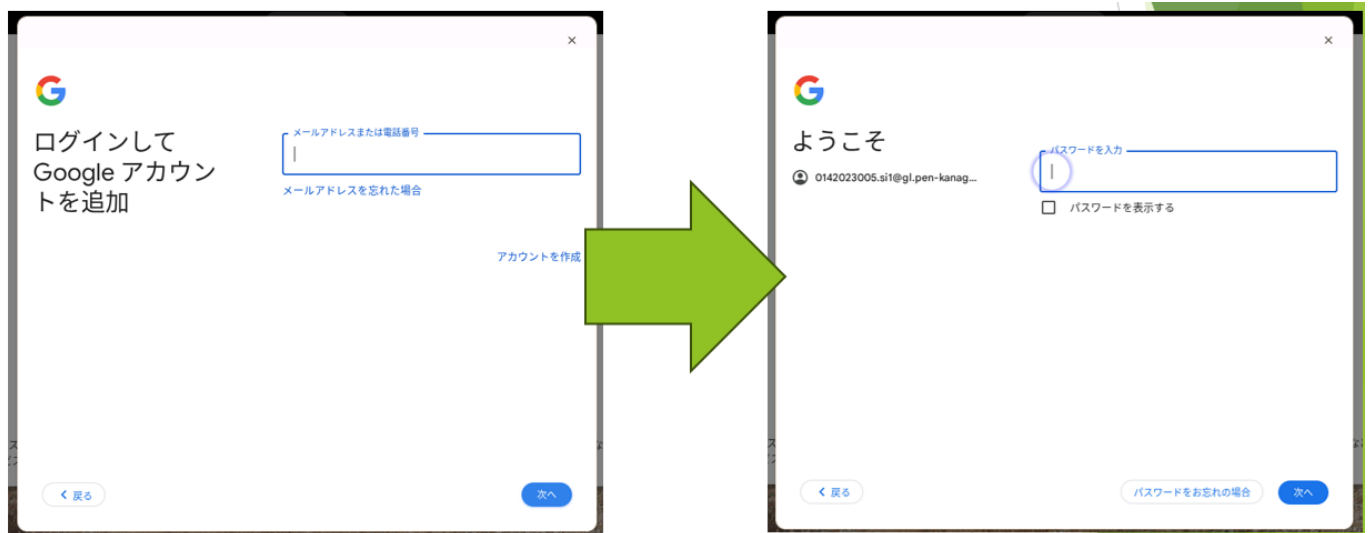 ×
G
ログインして
Google アカウン
トを追加
メールアドレスまたは電話番号
メールアドレスを忘れた場合
アカウントを作成
戻る
次へ
×
G
ようこそ
0142023005.si1@gl.pen-kanag...
パスワードを入力
パスワードを表示する
戻る
パスワードをお忘れの場合
次へ